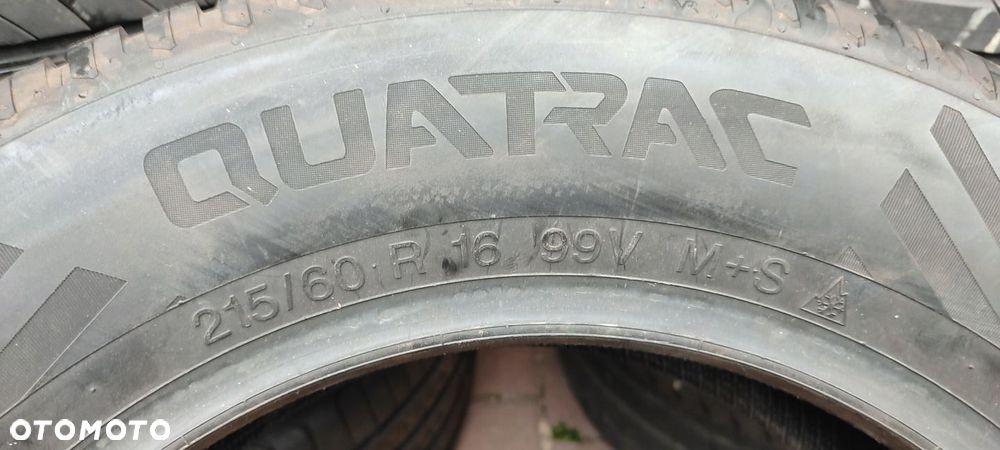 QUATRAC
215/60 R 16 99V M+S
OTOMOTO